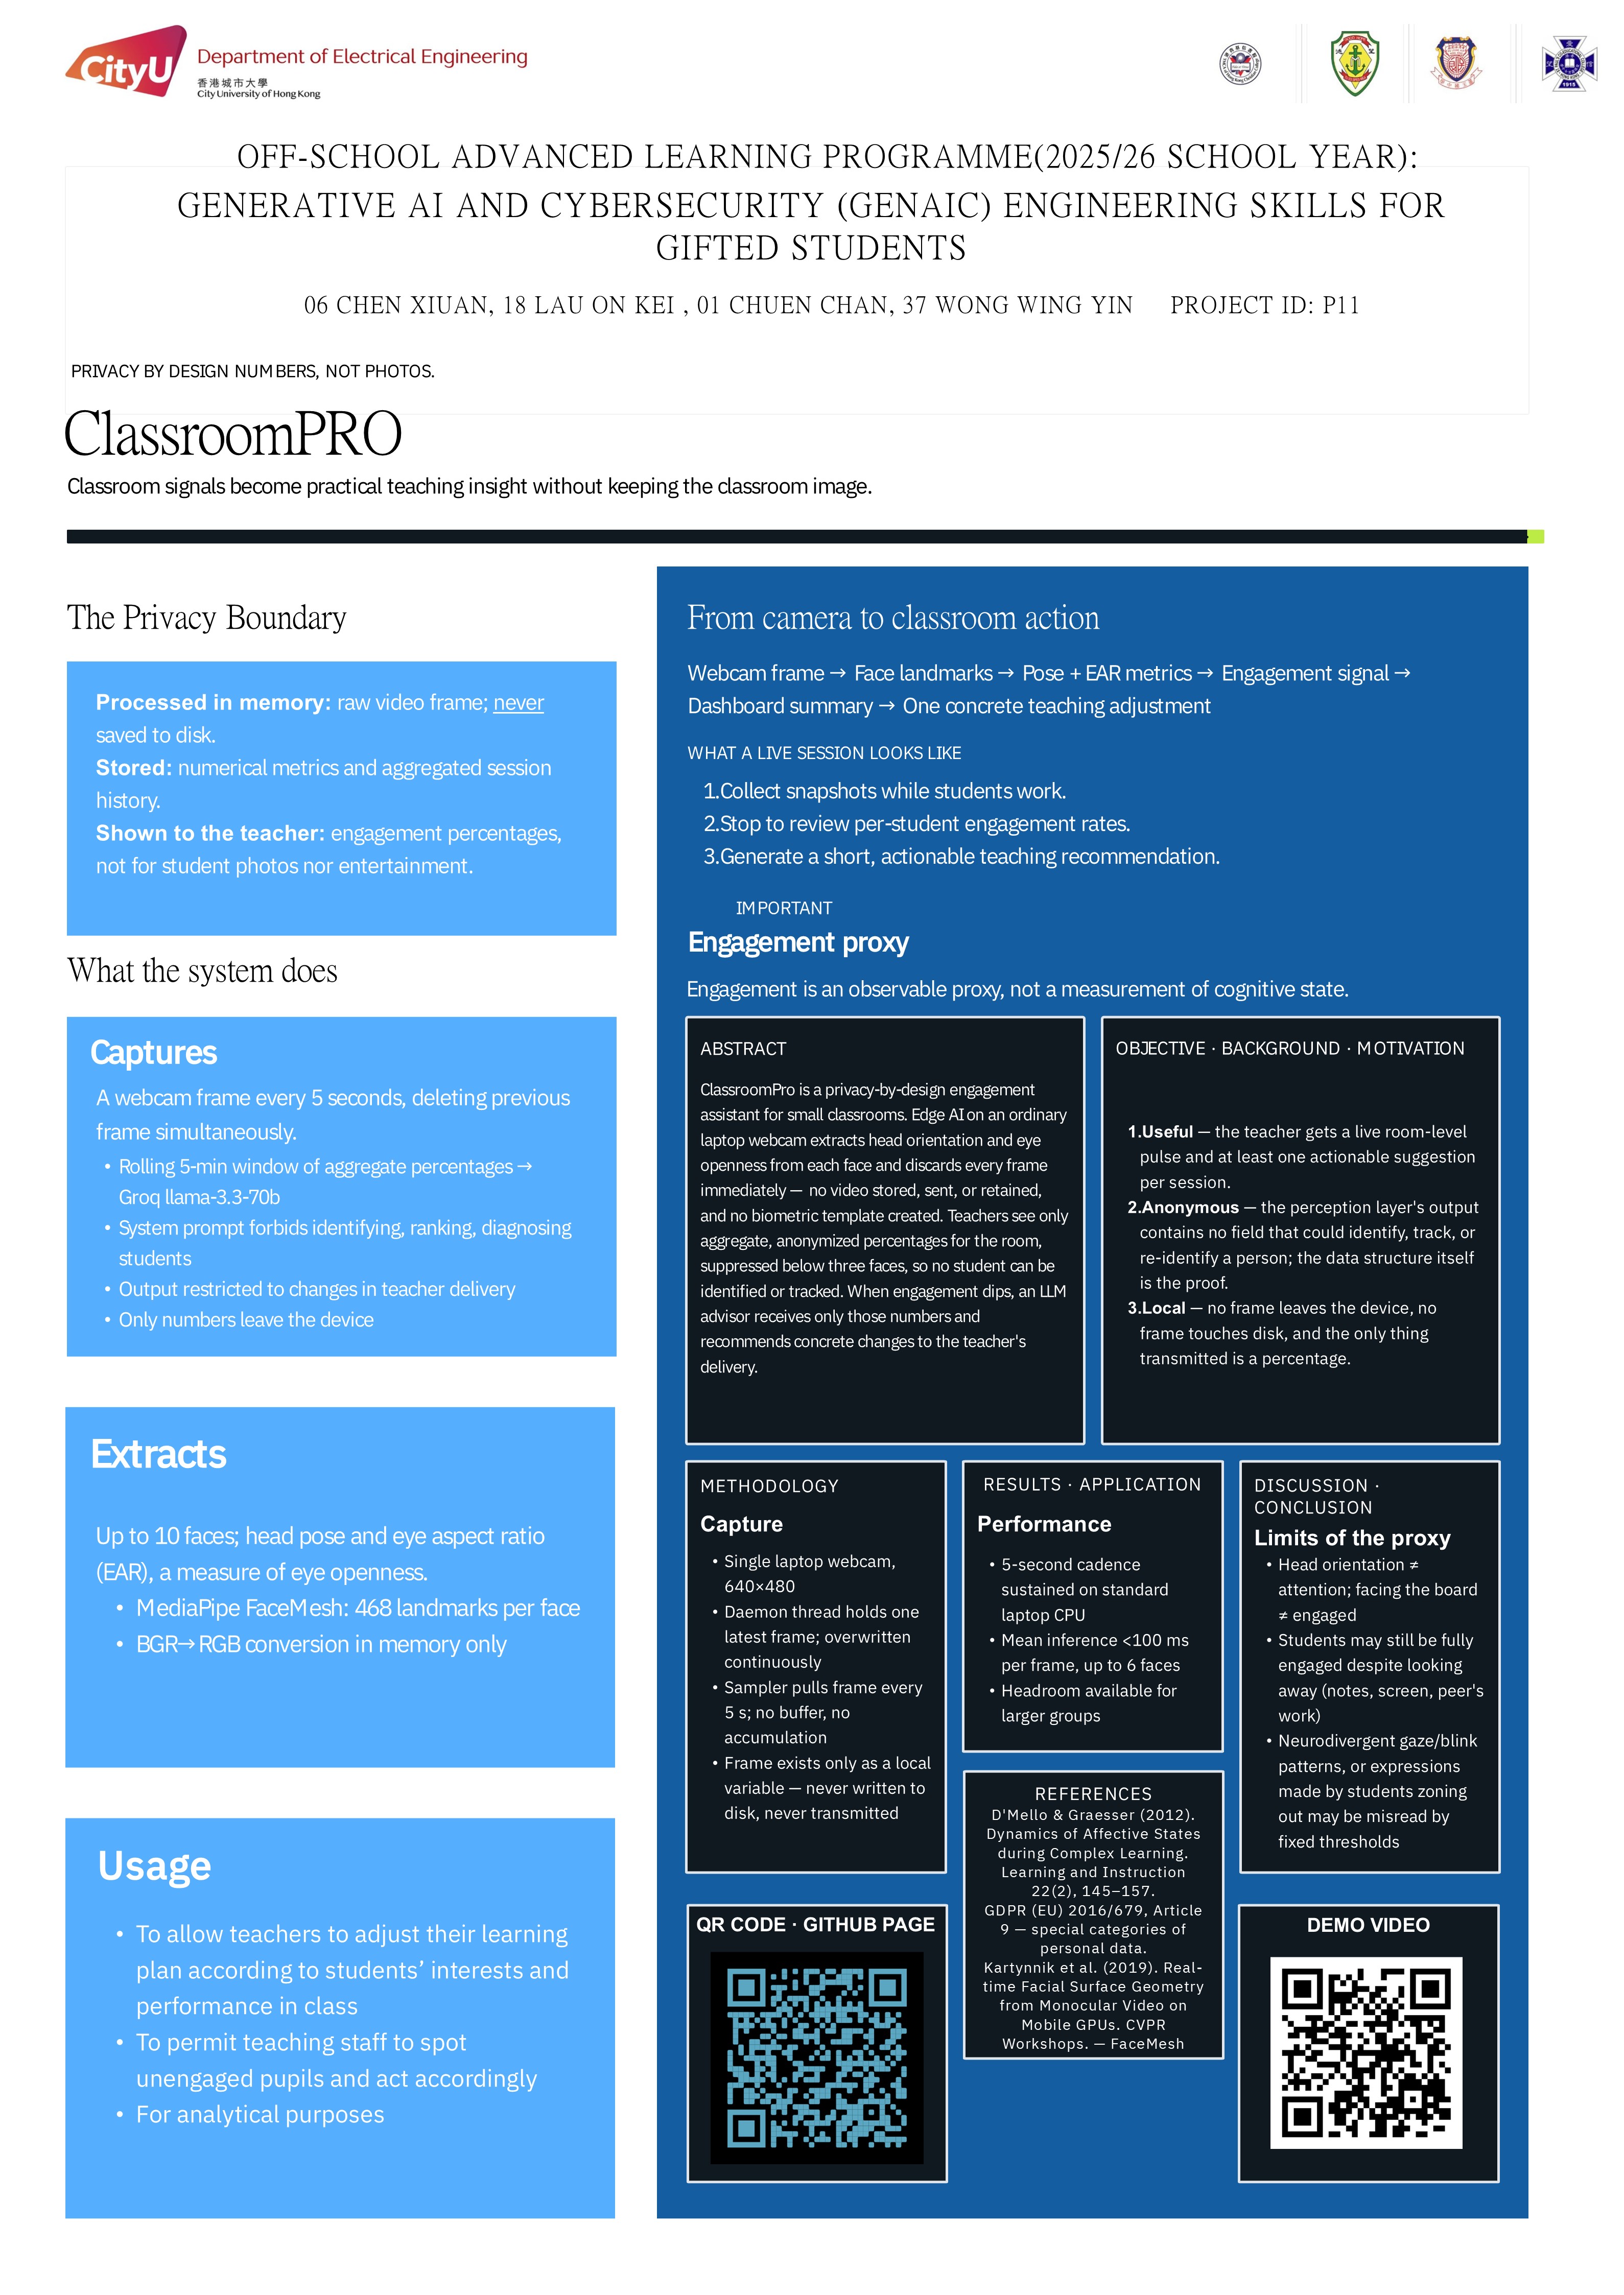 CityU
Department of Electrical Engineering
香港城市大學
City University of Hong Kong
1915
OFF-SCHOOL ADVANCED LEARNING PROGRAMME(2025/26 SCHOOL YEAR):
GENERATIVE AI AND CYBERSECURITY (GENAIC) ENGINEERING SKILLS FOR
GIFTED STUDENTS
06 CHEN XIUAN, 18 LAU ON KEI , 01 CHUEN CHAN, 37 WONG WING YIN PROJECT ID: P11
PRIVACY BY DESIGN NUMBERS, NOT PHOTOS.
ClassroomPRO
Classroom signals become practical teaching insight without keeping the classroom image.
The Privacy Boundary
Processed in memory: raw video frame; never
saved to disk.
Stored: numerical metrics and aggregated session
history.
Shown to the teacher: engagement percentages,
not for student photos nor entertainment.
What the system does
Captures
A webcam frame every 5 seconds, deleting previous
frame simultaneously.
• Rolling 5-min window of aggregate percentages →
Groq llama-3.3-70b
• System prompt forbids identifying, ranking, diagnosing
students
• Output restricted to changes in teacher delivery
• Only numbers leave the device
Extracts
Up to 10 faces; head pose and eye aspect ratio
(EAR), a measure of eye openness.
• MediaPipe FaceMesh: 468 landmarks per face
• BGR→RGB conversion in memory only
Usage
• To allow teachers to adjust their learning
plan according to students’ interests and
performance in class
• To permit teaching staff to spot
unengaged pupils and act accordingly
• For analytical purposes
From camera to classroom action
Webcam frame → Face landmarks → Pose + EAR metrics → Engagement signal →
Dashboard summary → One concrete teaching adjustment
WHAT A LIVE SESSION LOOKS LIKE
1.Collect snapshots while students work.
2.Stop to review per-student engagement rates.
3.Generate a short, actionable teaching recommendation.
IMPORTANT
Engagement proxy
Engagement is an observable proxy, not a measurement of cognitive state.
ABSTRACT
ClassroomPro is a privacy-by-design engagement
assistant for small classrooms. Edge AI on an ordinary
laptop webcam extracts head orientation and eye
openness from each face and discards every frame
immediately — no video stored, sent, or retained,
and no biometric template created. Teachers see only
aggregate, anonymized percentages for the room,
suppressed below three faces, so no student can be
identified or tracked. When engagement dips, an LLM
advisor receives only those numbers and
recommends concrete changes to the teacher's
delivery.
OBJECTIVE · BACKGROUND · MOTIVATION
1.Useful — the teacher gets a live room-level
pulse and at least one actionable suggestion
per session.
2.Anonymous — the perception layer's output
contains no field that could identify, track, or
re-identify a person; the data structure itself
is the proof.
3.Local — no frame leaves the device, no
frame touches disk, and the only thing
transmitted is a percentage.
METHODOLOGY
Capture
• Single laptop webcam,
640×480
• Daemon thread holds one
latest frame; overwritten
continuously
• Sampler pulls frame every
5 s; no buffer, no
accumulation
• Frame exists only as a local
variable — never written to
disk, never transmitted
RESULTS · APPLICATION
Performance
• 5-second cadence
sustained on standard
laptop CPU
• Mean inference <100 ms
per frame, up to 6 faces
• Headroom available for
larger groups
DISCUSSION ·
CONCLUSION
Limits of the proxy
• Head orientation ≠
attention; facing the board
≠ engaged
• Students may still be fully
engaged despite looking
away (notes, screen, peer's
work)
• Neurodivergent gaze/blink
patterns, or expressions
made by students zoning
out may be misread by
fixed thresholds
REFERENCES
D'Mello & Graesser (2012).
Dynamics of Affective States
during Complex Learning.
Learning and Instruction
22(2), 145–157.
GDPR (EU) 2016/679, Article
9 — special categories of
personal data.
Kartynnik et al. (2019). Real-
time Facial Surface Geometry
from Monocular Video on
Mobile GPUs. CVPR
Workshops. — FaceMesh
QR CODE · GITHUB PAGE
DEMO VIDEO